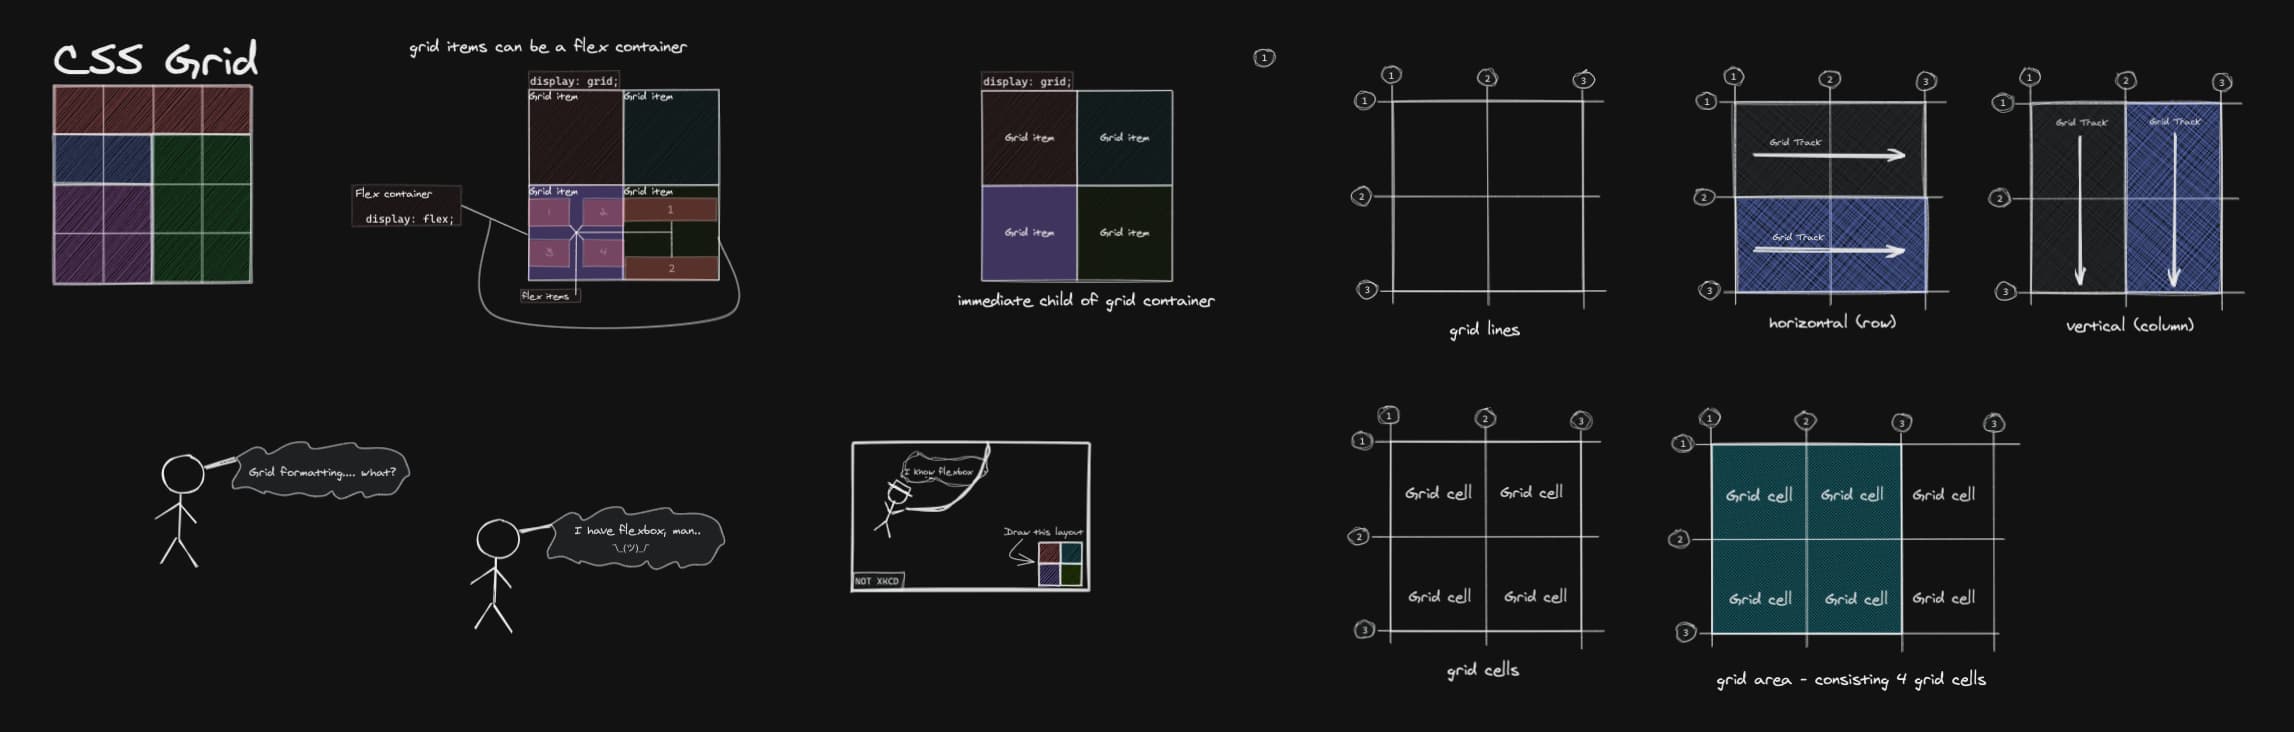 CSS Grid
grid items can be a flex container
display: grid;
Grid item
Grid item
Grid item
Grid item
1
2
3
4
1
2
Flex container
display: flex;
flex items
display: grid;
Grid item
Grid item
Grid item
Grid item
immediate child of grid container
1
1
2
3
1
2
3
grid lines
1
2
3
1
2
3
Grid Track
Grid Track
horizontal (row)
1
2
3
1
2
3
Grid Track
Grid Track
vertical (column)
Grid formatting.... what?
I have flexbox, man..
¯\_(ツ)_/¯
I know flexbox
Draw this layout
NOT XKCD
1
2
3
1
2
3
Grid cell
Grid cell
Grid cell
Grid cell
grid cells
1
2
3
3
1
2
3
Grid cell
Grid cell
Grid cell
Grid cell
Grid cell
Grid cell
grid area - consisting 4 grid cells